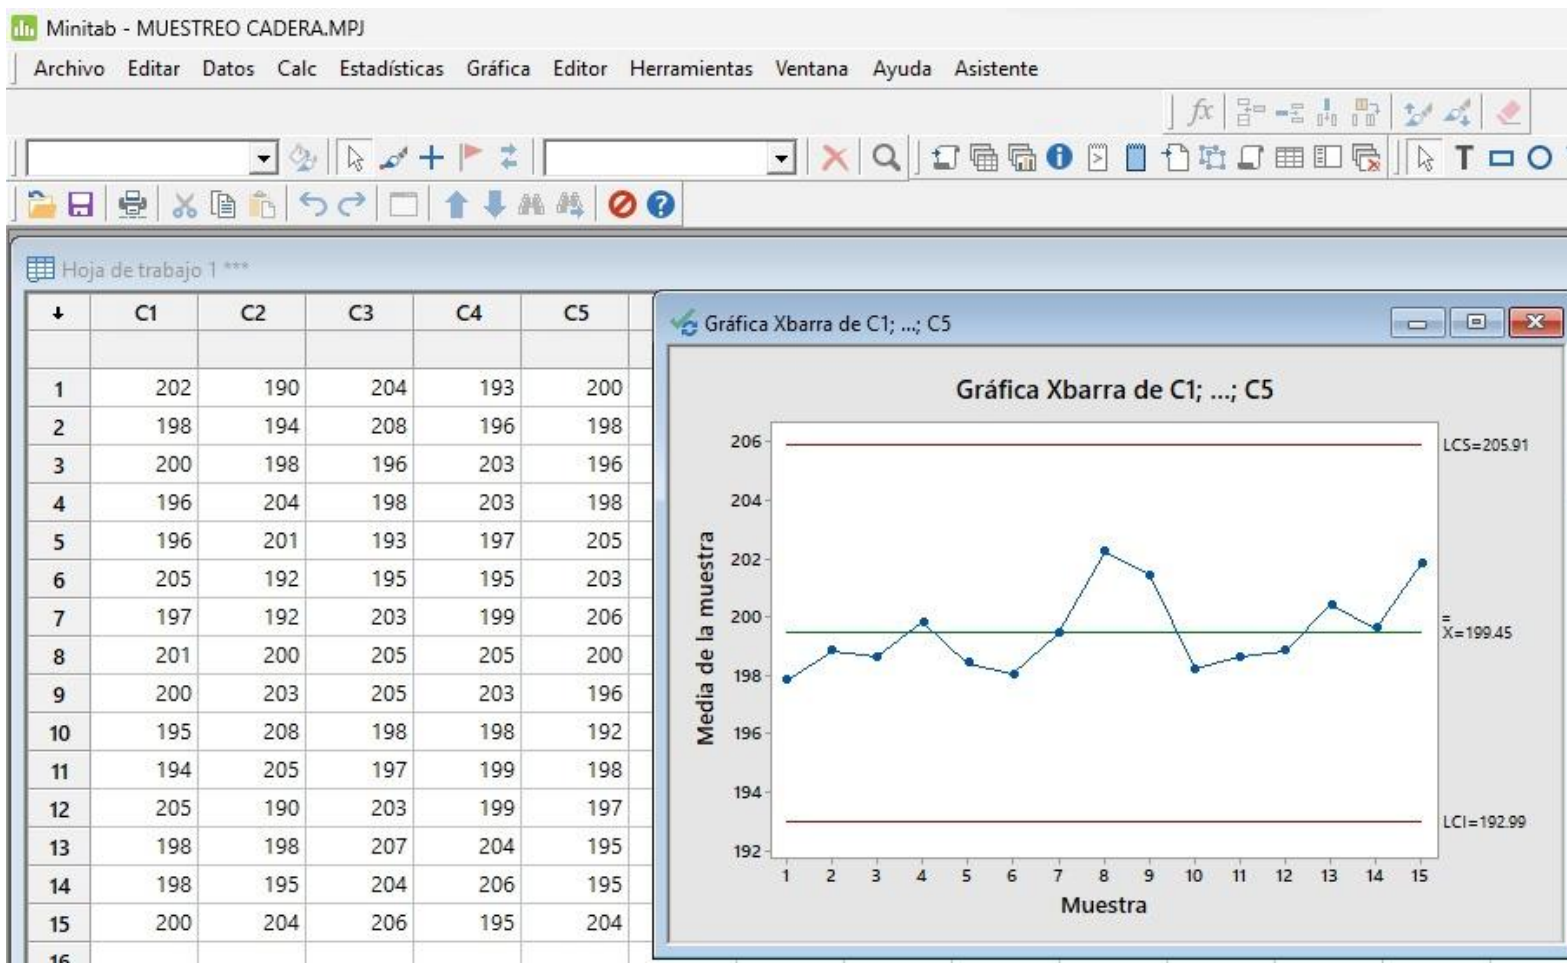 Minitab - MUESTREO CADERA.MPJ
Archivo Editar Datos Calc Estadísticas Gráfica Editor Herramientas Ventana Ayuda Asistente
fx
T
Hoja de trabajo 1 ***
C1 C2 C3 C4 C5
1 202 190 204 193 200
2 198 194 208 196 198
3 200 198 196 203 196
4 196 204 198 203 198
5 196 201 193 197 205
6 205 192 195 195 203
7 197 192 203 199 206
8 201 200 205 205 200
9 200 203 205 203 196
10 195 208 198 198 192
11 194 205 197 199 198
12 205 190 203 199 197
13 198 198 207 204 195
14 198 195 204 206 195
15 200 204 206 195 204
16
Gráfica Xbarra de C1; ...; C5
Gráfica Xbarra de C1; ...; C5
Media de la muestra
206
204
202
200
198
196
194
192
LCS=205.91
X=199.45
LCI=192.99
1 2 3 4 5 6 7 8 9 10 11 12 13 14 15
Muestra